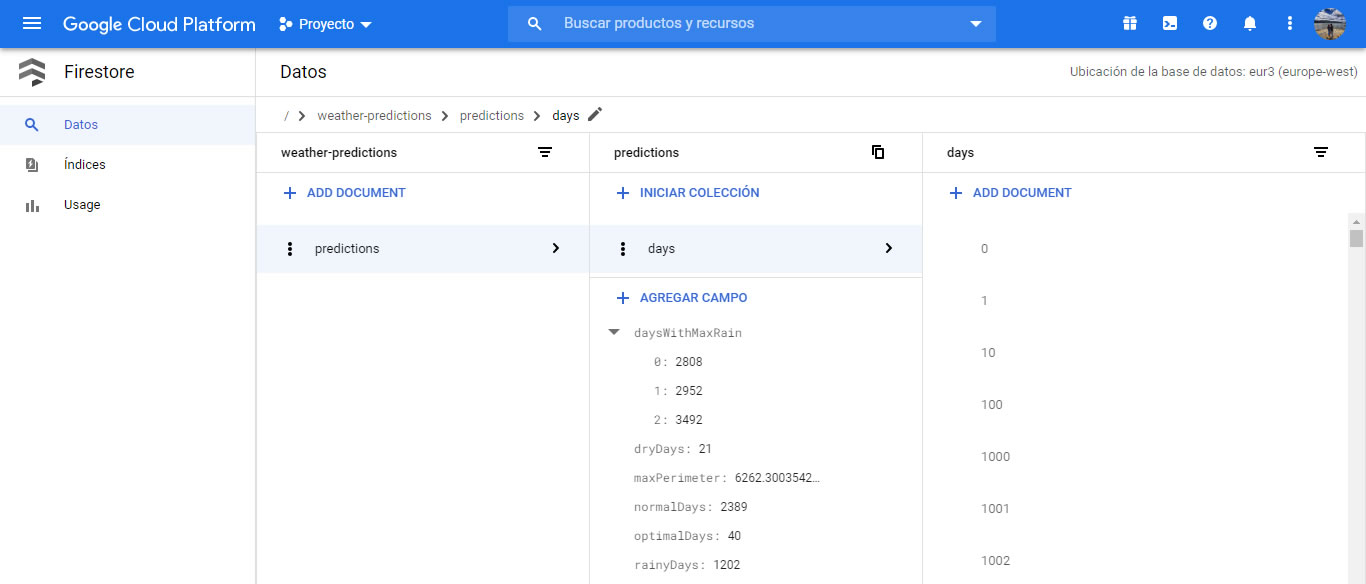 Google Cloud Platform
Proyecto
Buscar productos y recursos
Firestore
Datos
Ubicación de la base de datos: eur3 (europe-west)
Datos
Índices
Usage
/ > weather-predictions > predictions > days
weather-predictions
ADD DOCUMENT
predictions
predictions
INICIAR COLECCIÓN
days
AGREGAR CAMPO
daysWithMaxRain
0: 2808
1: 2952
2: 3492
dryDays: 21
maxPerimeter: 6262.3003542…
normalDays: 2389
optimalDays: 40
rainyDays: 1202
days
ADD DOCUMENT
0
1
10
100
1000
1001
1002